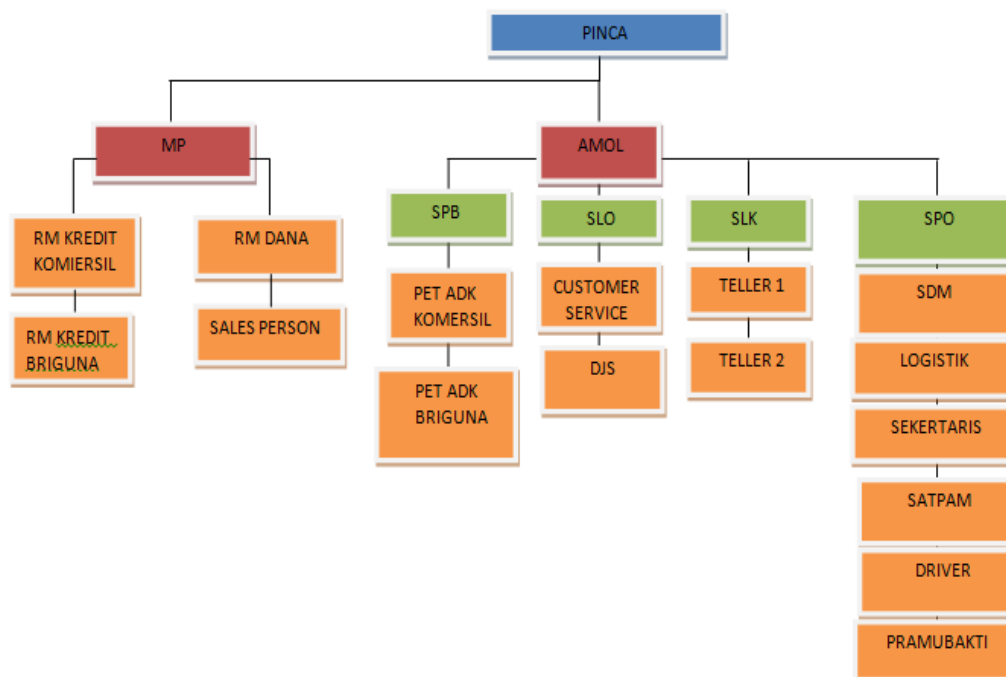 PINCA
MP
AMOL
RM KREDIT
KOMIERSIL
RM KREDIT
BRIGUNA
RM DANA
SALES PERSON
SPB
PET ADK
KOMERSIL
PET ADK
BRIGUNA
SLO
CUSTOMER
SERVICE
DJS
SLK
TELLER 1
TELLER 2
SPO
SDM
LOGISTIK
SEKERTARIS
SATPAM
DRIVER
PRAMUBAKTI